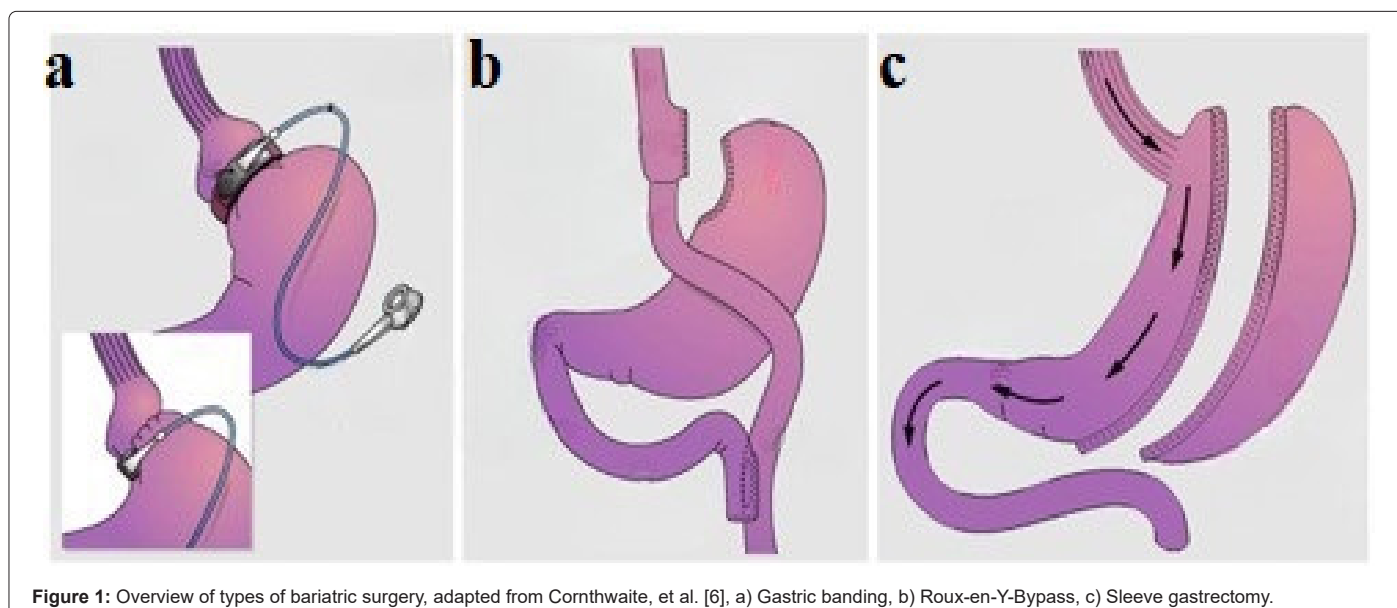 a
b
c
Figure 1: Overview of types of bariatric surgery, adapted from Cornthwaite, et al. [6], a) Gastric banding, b) Roux-en-Y-Bypass, c) Sleeve gastrectomy.